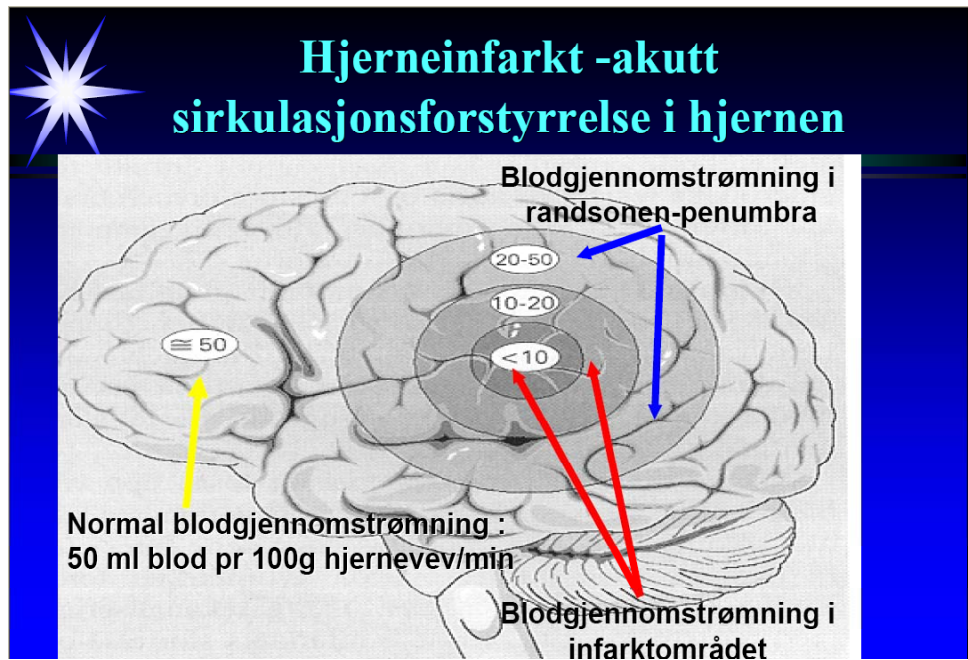 Hjerneinfarkt -akutt
sirkulasjonsforstyrrelse i hjernen
Blodgjennomstrømning i
randsonen-penumbra
20-50
10-20
≅ 50
<10
Normal blodgjennomstrømning :
50 ml blod pr 100g hjernevev/min
Blodgjennomstrømning i
infarktområdet